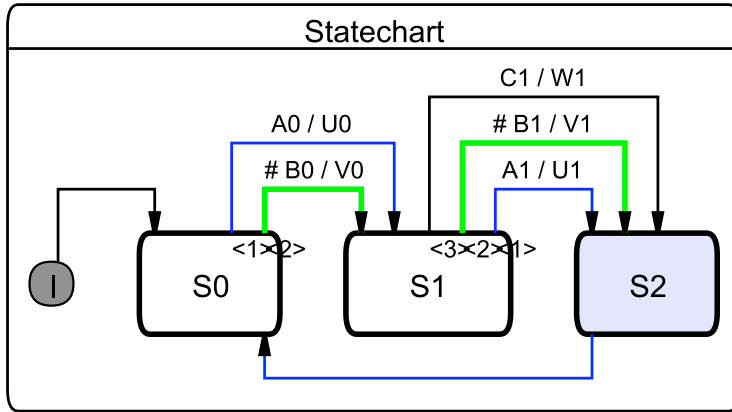 Statechart
C1 / W1
A0 / U0
# B1 / V1
# B0 / V0
A1 / U1
<1><2>
<3><2><1>
I
S0
S1
S2